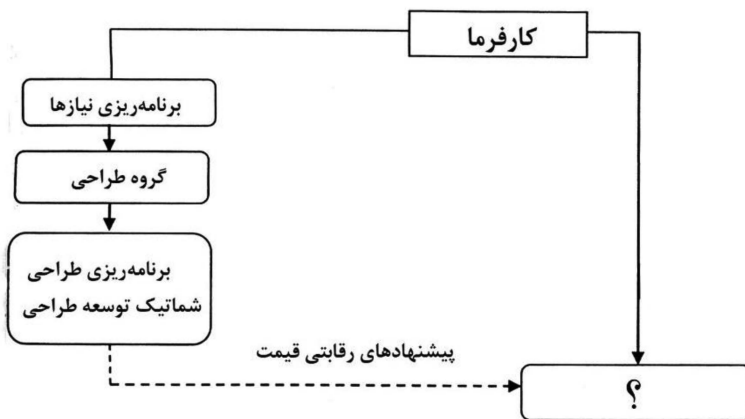 کارفرما
برنامه‌ریزی نیازها
گروه طراحی
برنامه‌ریزی طراحی
شماتیک توسعه طراحی
پیشنهادهای رقابتی قیمت
؟